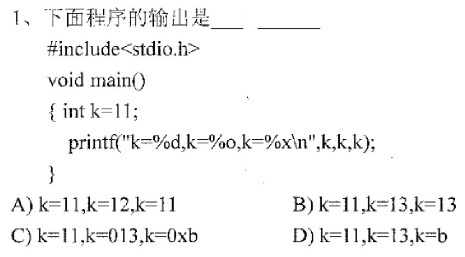 1、下面程序的输出是___ ______
#include<stdio.h>
void main()
{ int k=11;
printf("k=%d,k=%o,k=%x\n",k,k,k);
}
A) k=11,k=12,k=11 B) k=11,k=13,k=13
C) k=11,k=013,k=0xb D) k=11,k=13,k=b